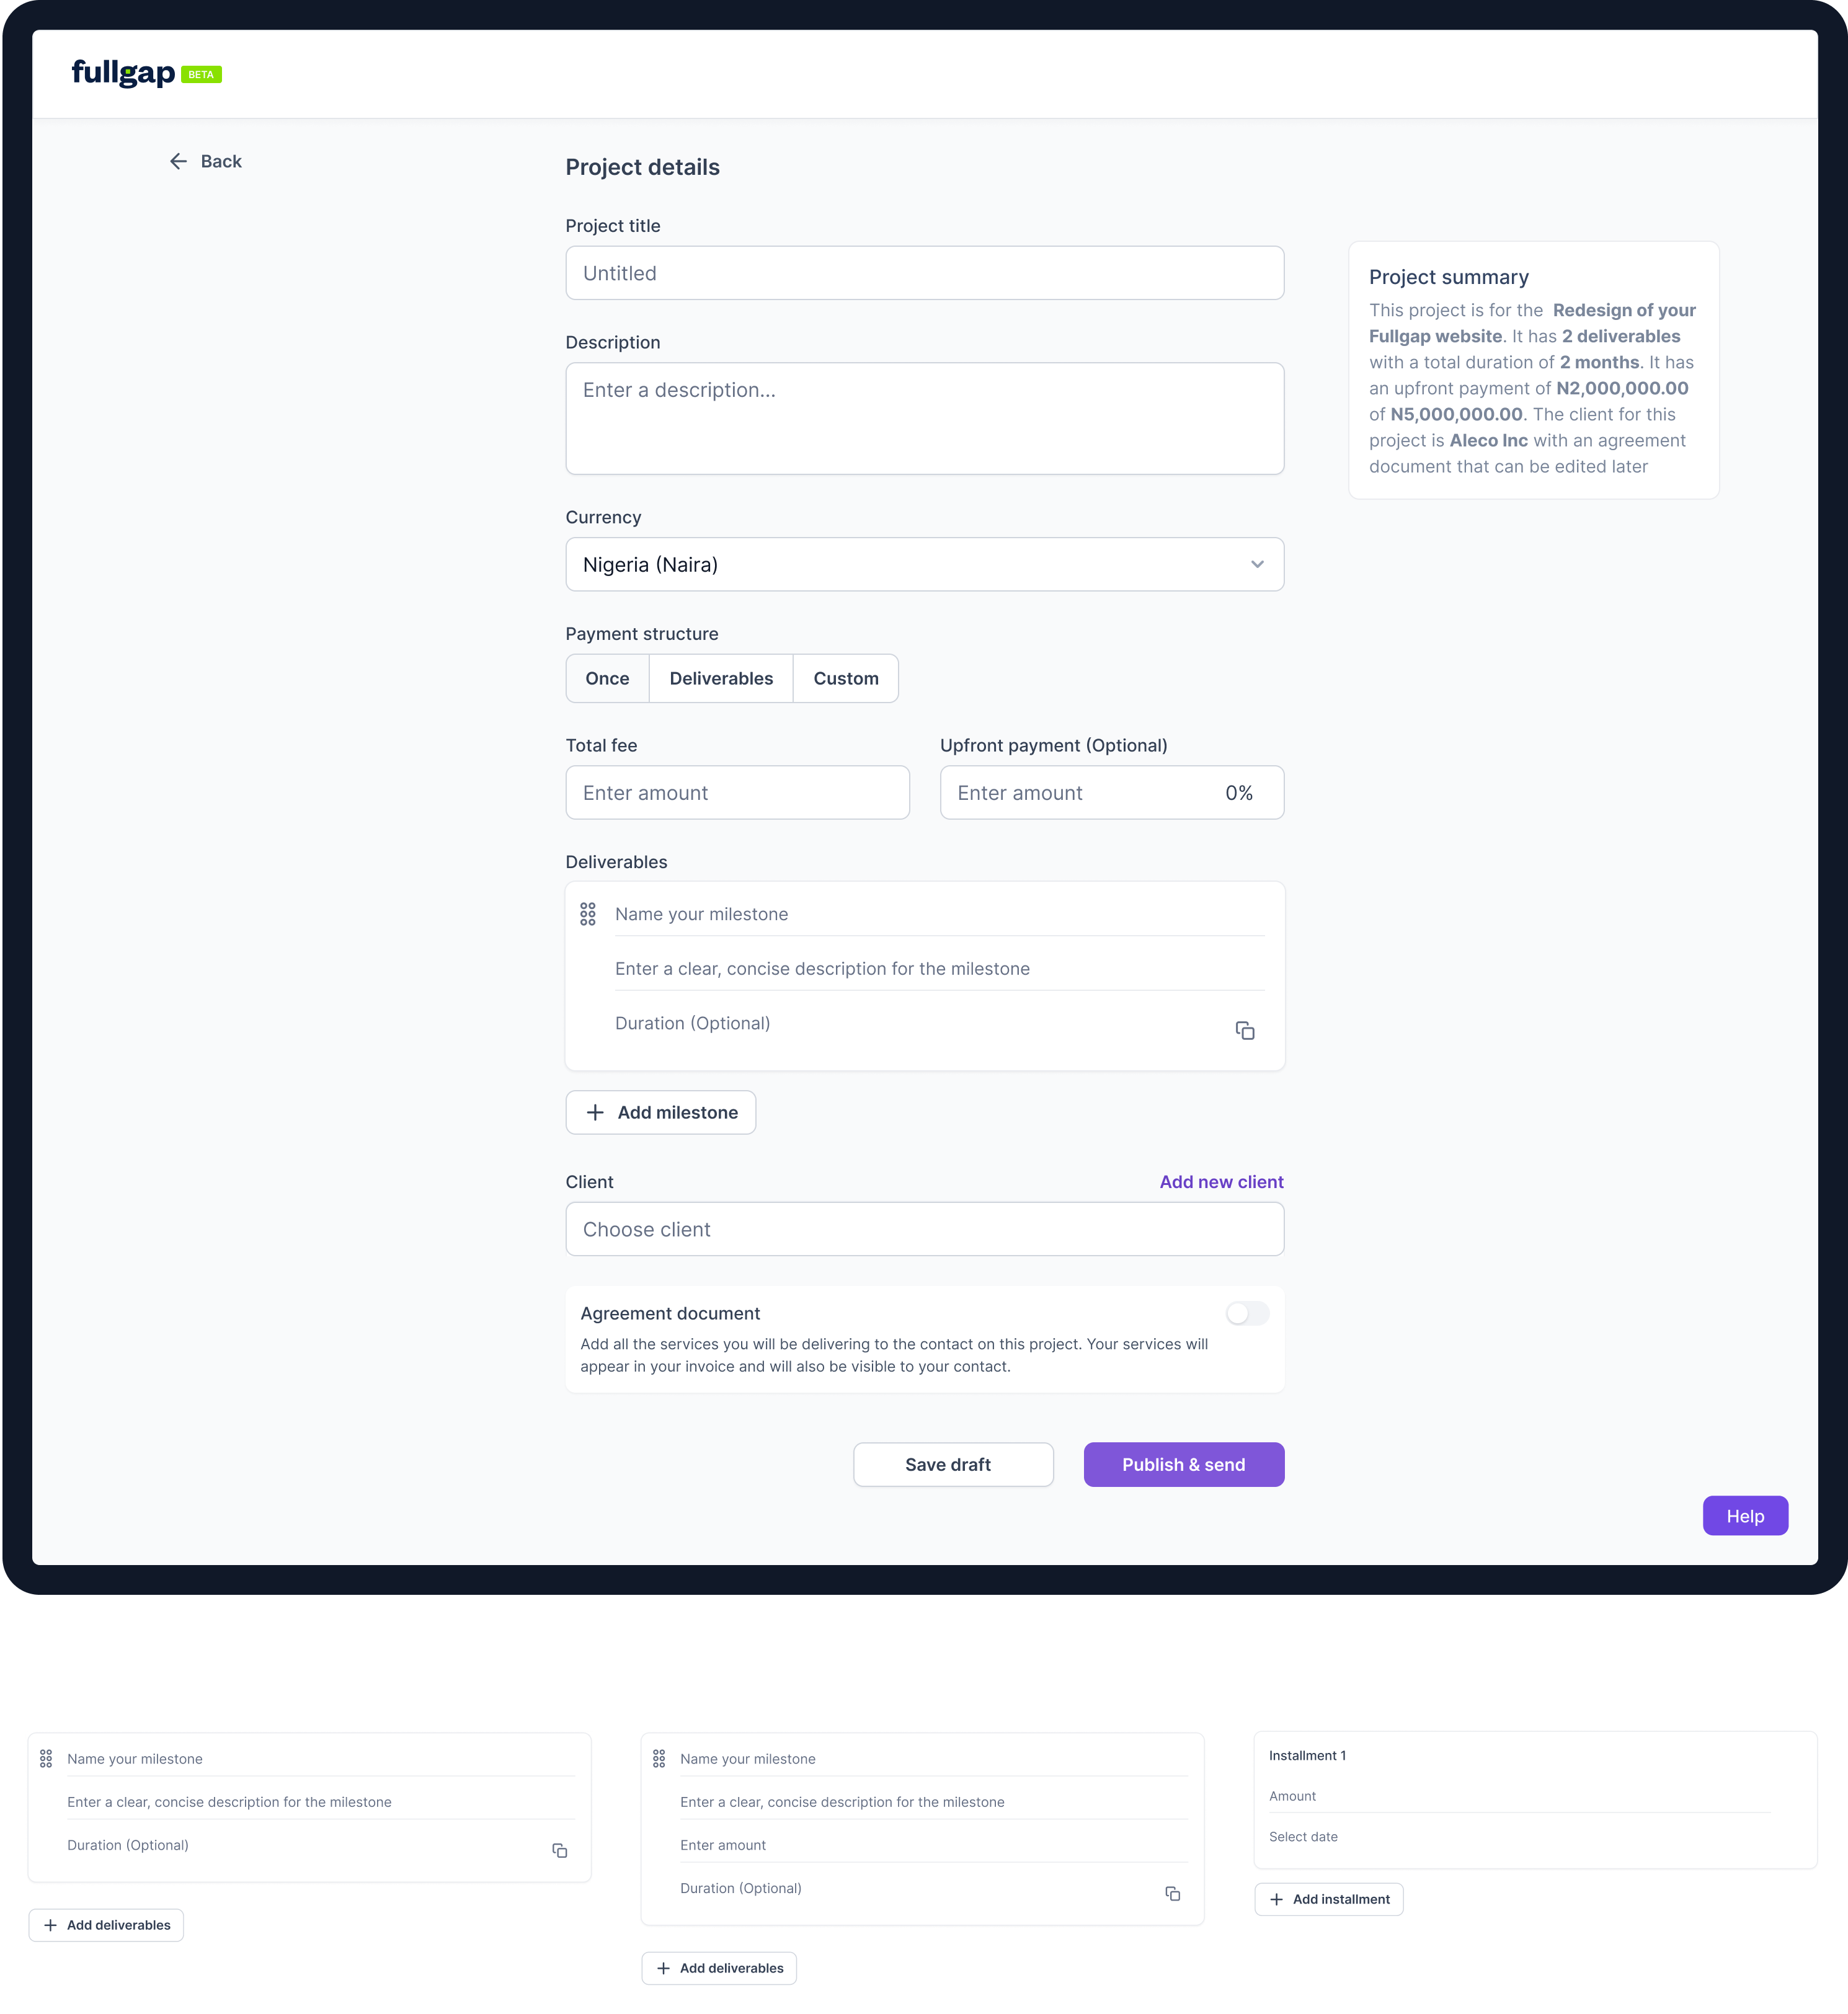 fullgap BETA
Back
Project details
Project title
Untitled
Description
Enter a description...
Currency
Nigeria (Naira)
Payment structure
Once Deliverables Custom
Total fee Upfront payment (Optional)
Enter amount Enter amount 0%
Deliverables
Name your milestone
Enter a clear, concise description for the milestone
Duration (Optional)
Add milestone
Client Add new client
Choose client
Agreement document
Add all the services you will be delivering to the contact on this project. Your services will
appear in your invoice and will also be visible to your contact.
Save draft Publish & send
Project summary
This project is for the Redesign of your
Fullgap website. It has 2 deliverables
with a total duration of 2 months. It has
an upfront payment of N2,000,000.00
of N5,000,000.00. The client for this
project is Aleco Inc with an agreement
document that can be edited later
Help
Name your milestone
Enter a clear, concise description for the milestone
Duration (Optional)
Add deliverables
Name your milestone
Enter a clear, concise description for the milestone
Enter amount
Duration (Optional)
Add deliverables
Installment 1
Amount
Select date
Add installment